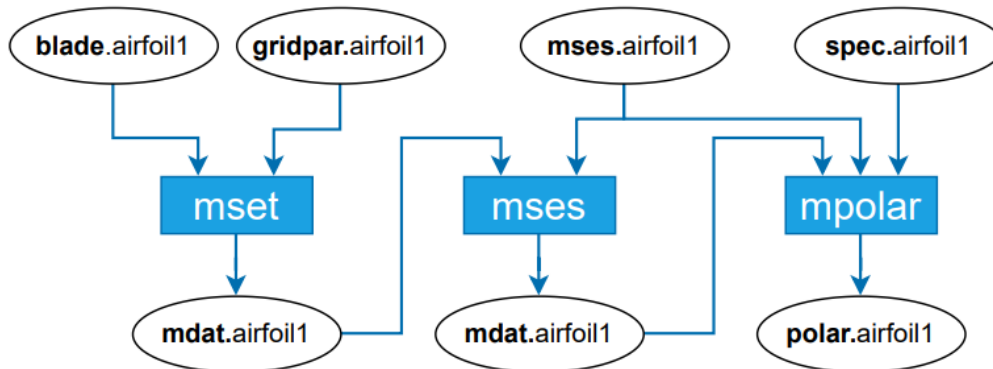 blade.airfoil1
gridpar.airfoil1
mses.airfoil1
spec.airfoil1
mset
mses
mpolar
mdat.airfoil1
mdat.airfoil1
polar.airfoil1